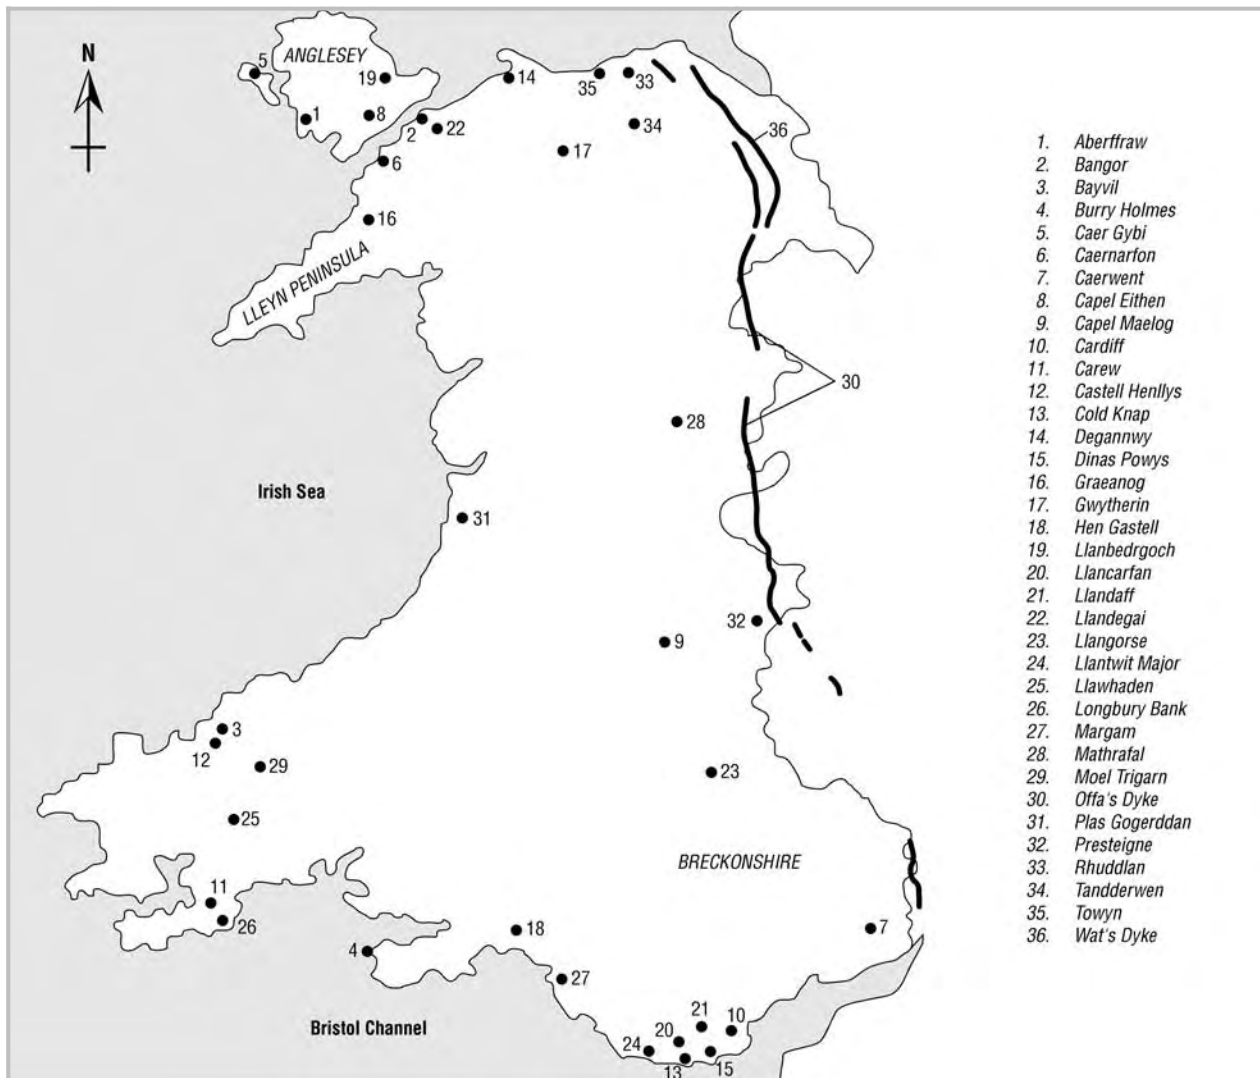 N
ANGLESEY
5
19
14
35
33
1
8
2
22
34
36
17
6
16
LLEYN PENINSULA
30
28
Irish Sea
31
32
9
3
12
29
23
25
BRECKONSHIRE
11
26
18
7
4
27
Bristol Channel
21
10
20
24
13
15
1. Aberffraw
2. Bangor
3. Bayvil
4. Burry Holmes
5. Caer Gybi
6. Caernarfon
7. Caerwent
8. Capel Eithen
9. Capel Maelog
10. Cardiff
11. Carew
12. Castell Henllys
13. Cold Knap
14. Degannwy
15. Dinas Powys
16. Graeanog
17. Gwytherin
18. Hen Gastell
19. Llanbedrgoch
20. Llancarfan
21. Llandaff
22. Llandegai
23. Llangorse
24. Llantwit Major
25. Llawhaden
26. Longbury Bank
27. Margam
28. Mathrafal
29. Moel Trigarn
30. Offa's Dyke
31. Plas Gogerddan
32. Presteigne
33. Rhuddlan
34. Tandderwen
35. Towyn
36. Wat's Dyke